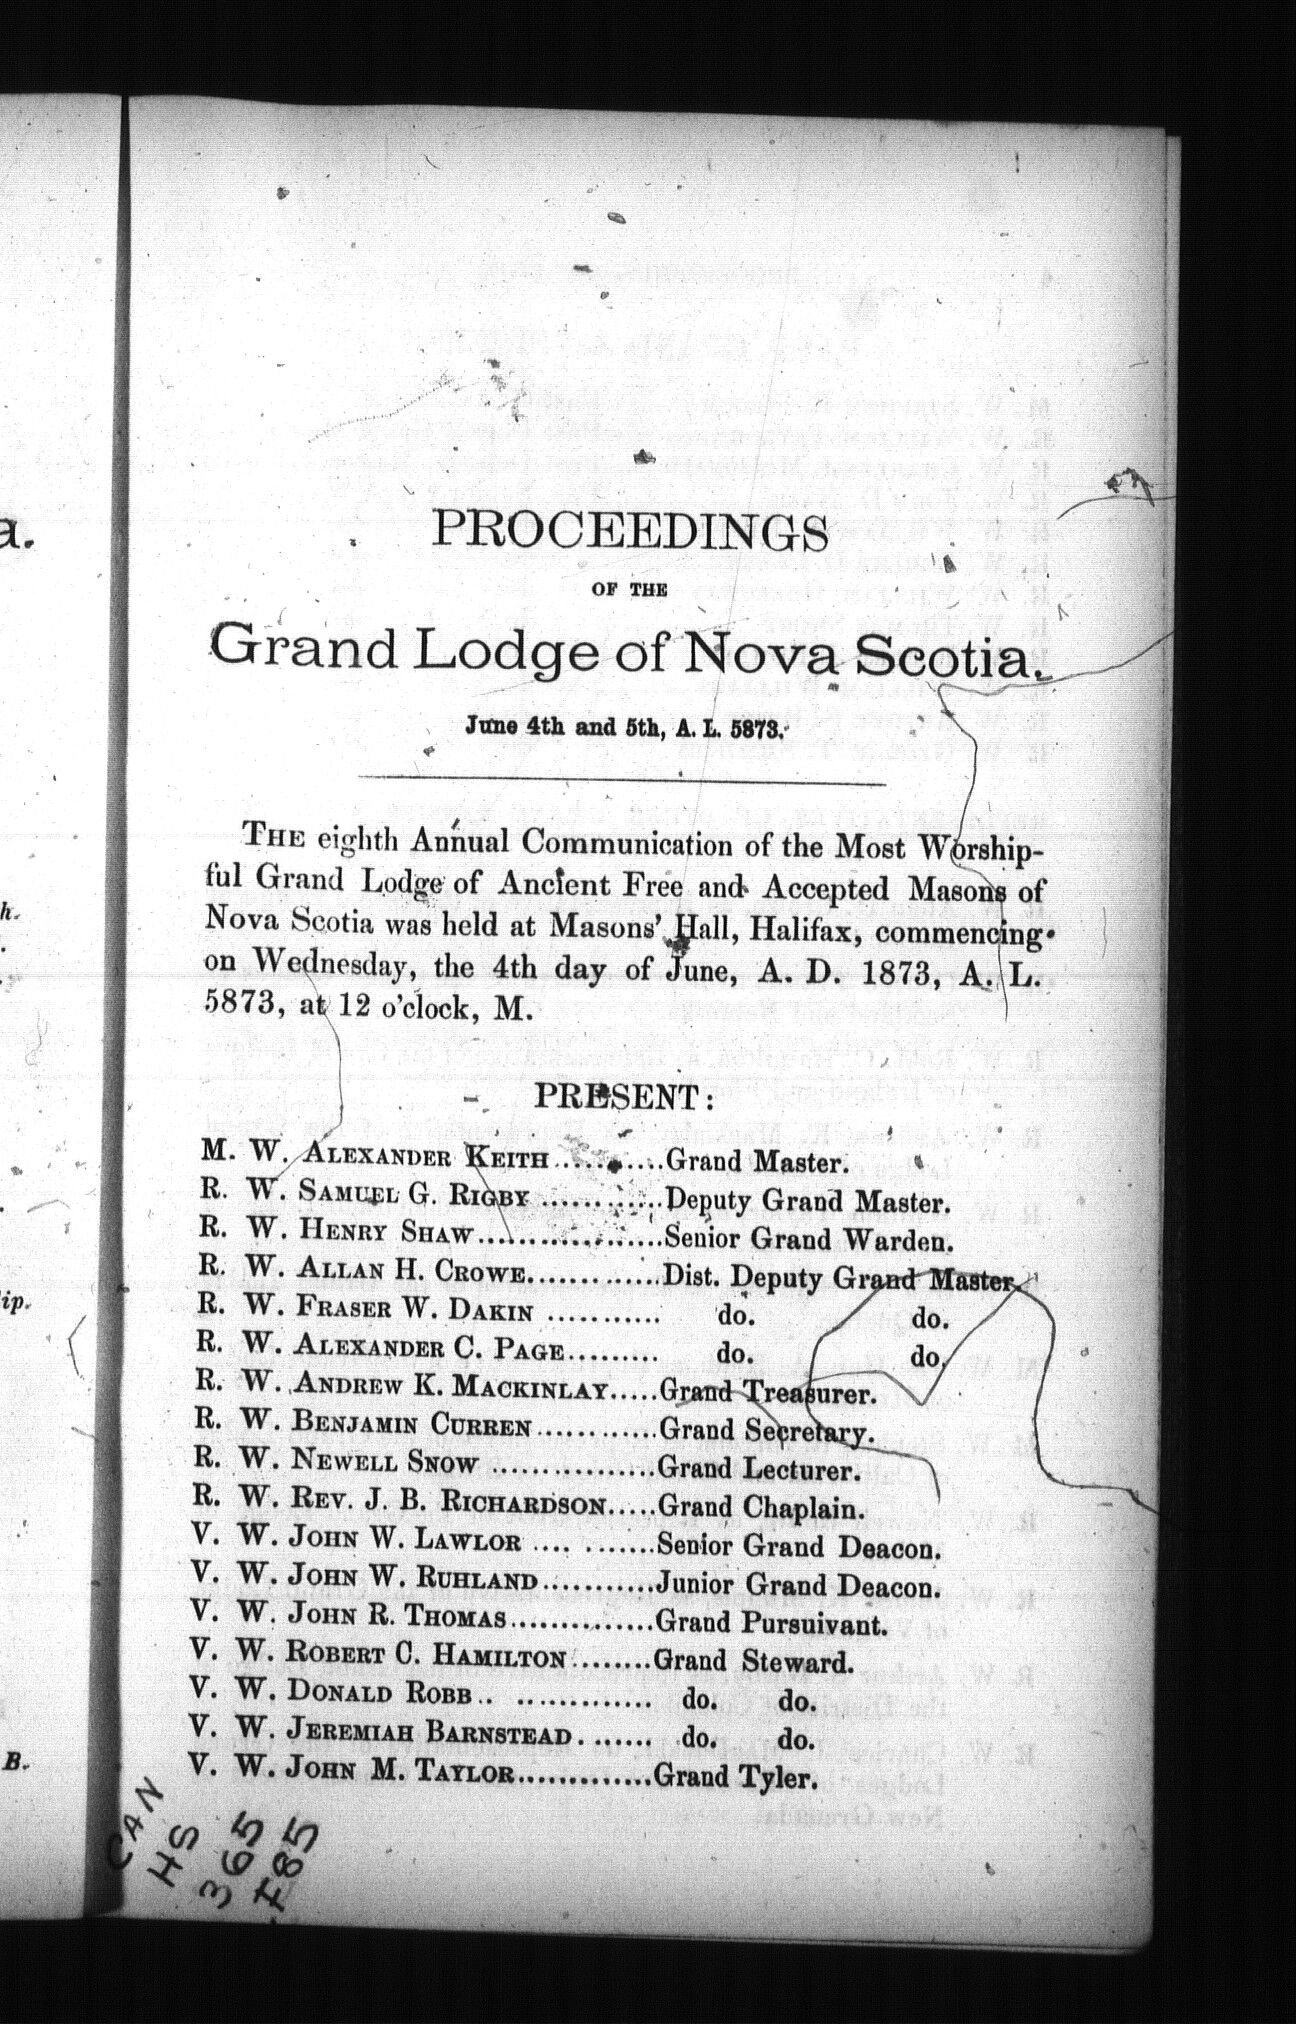 a.
h.
ip.
B.
PROCEEDINGS
OF THE
Grand Lodge of Nova Scotia.
June 4th and 5th, A. L. 5873.
THE eighth Annual Communication of the Most Worship-
ful Grand Lodge of Ancient Free and Accepted Masons of
Nova Scotia was held at Masons' Hall, Halifax, commencing
on Wednesday, the 4th day of June, A. D. 1873, A. L.
5873, at 12 o'clock, M.
PRESENT:
M. W. ALEXANDER KEITH..........Grand Master.
R. W. SAMUEL G. RIGBY ............Deputy Grand Master.
R. W. HENRY SHAW..................Senior Grand Warden.
R. W. ALLAN H. CROWE.............Dist. Deputy Grand Master.
R. W. FRASER W. DAKIN ........... do. do.
R. W. ALEXANDER C. PAGE......... do. do.
R. W. ANDREW K. MACKINLAY.....Grand Treasurer.
R. W. BENJAMIN CURREN............Grand Secretary.
R. W. NEWELL SNOW ................Grand Lecturer.
R. W. REV. J. B. RICHARDSON.....Grand Chaplain.
V. W. JOHN W. LAWLOR .... .......Senior Grand Deacon.
V. W. JOHN W. RUHLAND...........Junior Grand Deacon.
V. W. JOHN R. THOMAS..............Grand Pursuivant.
V. W. ROBERT C. HAMILTON........Grand Steward.
V. W. DONALD ROBB.. ............. do. do.
V. W. JEREMIAH BARNSTEAD. ...... do. do.
V. W. JOHN M. TAYLOR.............Grand Tyler.
CAN
HS
365
.F85